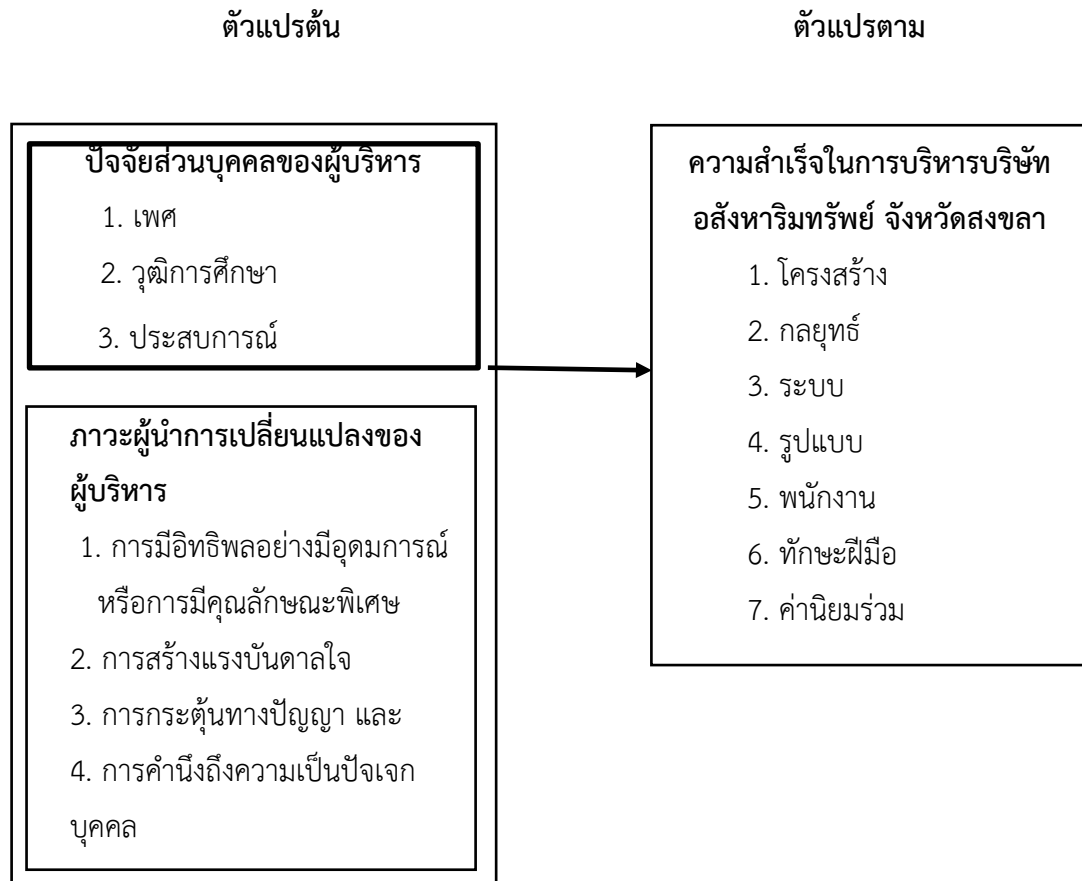 ตัวแปรต้น
ตัวแปรตาม
ปัจจัยส่วนบุคคลของผู้บริหาร
1. เพศ
2. วุฒิการศึกษา
3. ประสบการณ์
ภาวะผู้นำการเปลี่ยนแปลงของ
ผู้บริหาร
1. การมีอิทธิพลอย่างมีอุดมการณ์
หรือการมีคุณลักษณะพิเศษ
2. การสร้างแรงบันดาลใจ
3. การกระตุ้นทางปัญญา และ
4. การคำนึงถึงความเป็นปัจเจก
บุคคล
ความสำเร็จในการบริหารบริษัท
อสังหาริมทรัพย์ จังหวัดสงขลา
1. โครงสร้าง
2. กลยุทธ์
3. ระบบ
4. รูปแบบ
5. พนักงาน
6. ทักษะฝีมือ
7. ค่านิยมร่วม